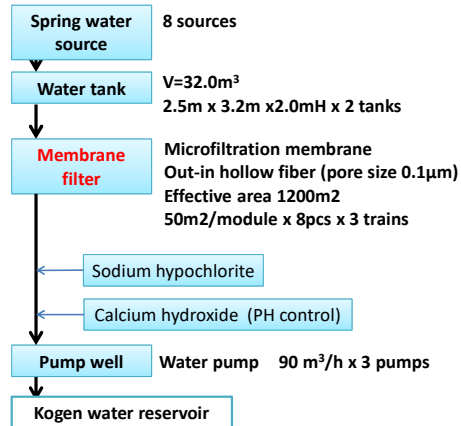 Spring water
source
8 sources
Water tank
V=32.0m³
2.5m x 3.2m x2.0mH x 2 tanks
Membrane
filter
Microfiltration membrane
Out-in hollow fiber (pore size 0.1μm)
Effective area 1200m2
50m2/module x 8pcs x 3 trains
Sodium hypochlorite
Calcium hydroxide (PH control)
Pump well
Water pump 90 m³/h x 3 pumps
Kogen water reservoir